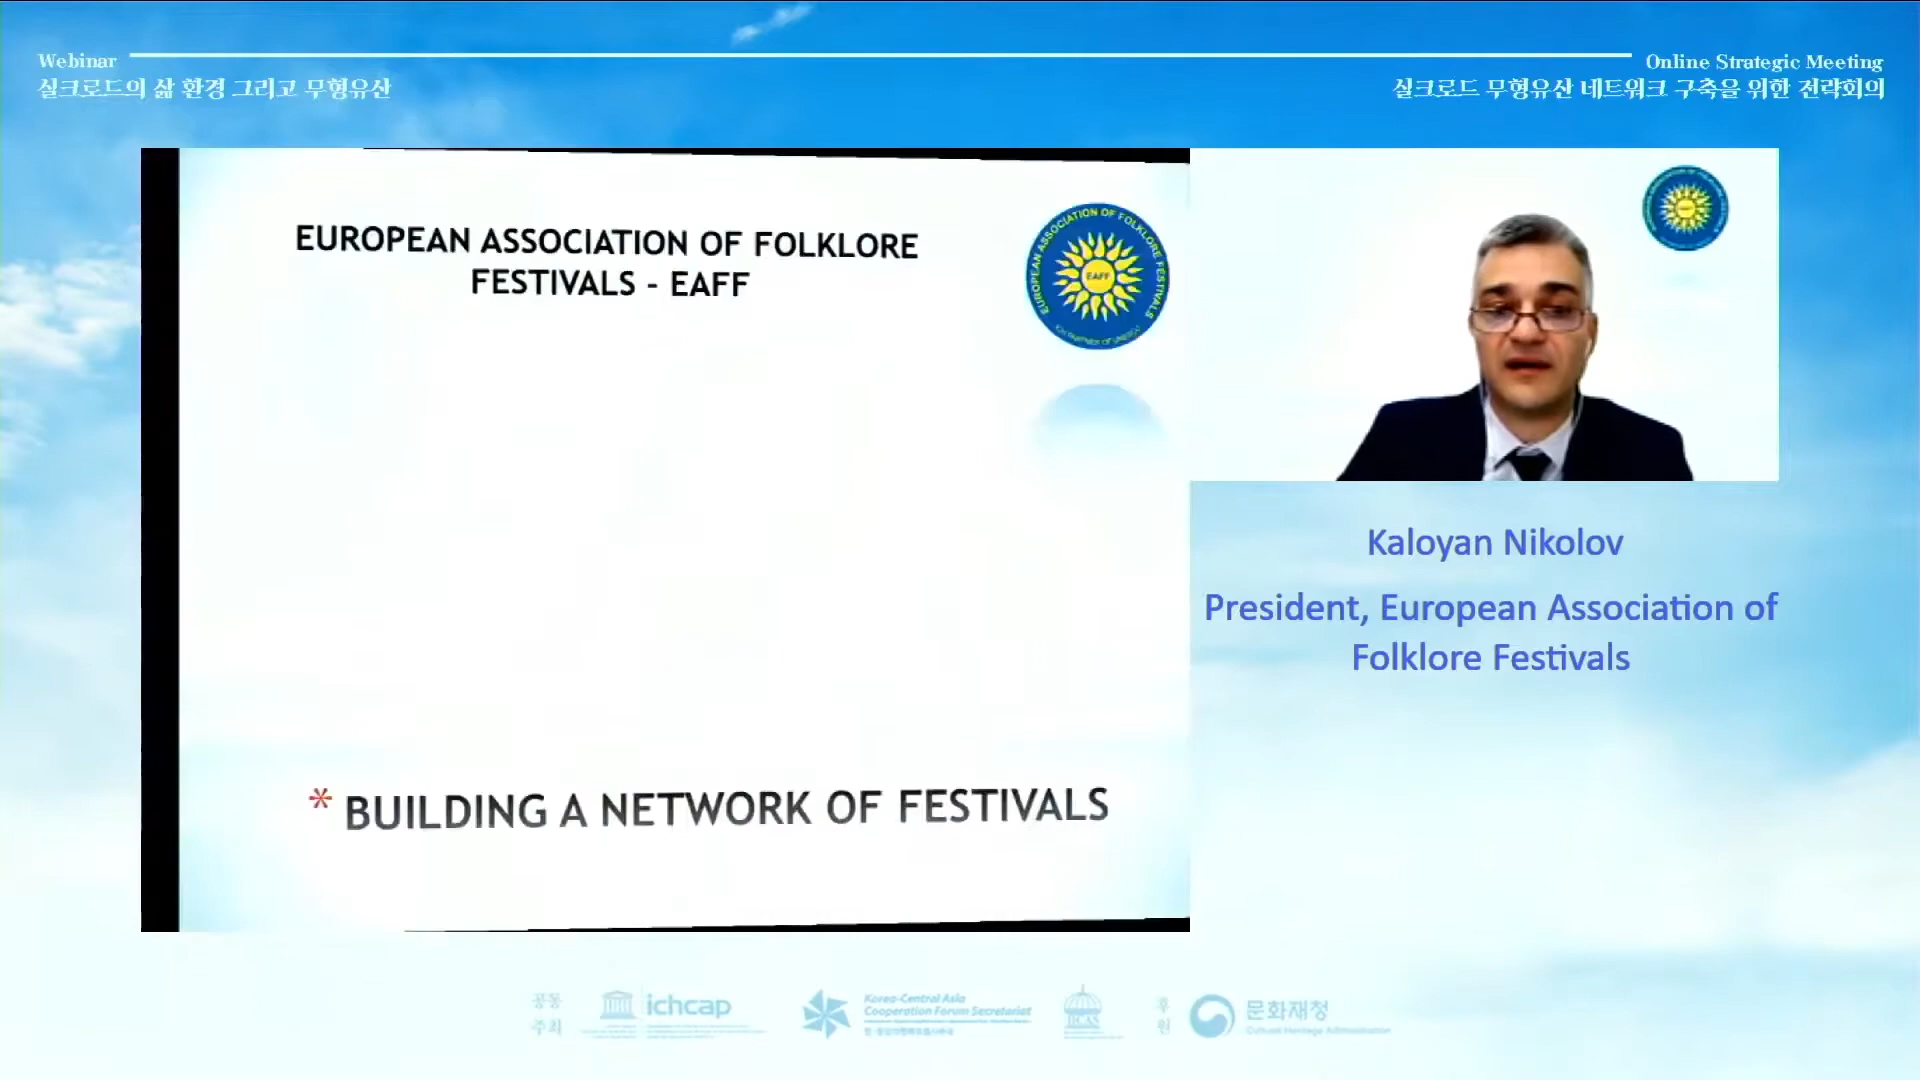 Webinar
실크로드의 삶 환경 그리고 무형유산
Online Strategic Meeting
실크로드 무형유산 네트워크 구축을 위한 전략회의
EUROPEAN ASSOCIATION OF FOLKLORE
FESTIVALS - EAFF
EUROPEAN ASSOCIATION OF FOLKLORE FESTIVALS
EAFF
* BUILDING A NETWORK OF FESTIVALS
Kaloyan Nikolov
President, European Association of
Folklore Festivals
공동
주최
ichcap
Korea-Central Asia
Cooperation Forum Secretariat
IICAS
후
원
문화재청
Cultural Heritage Administration